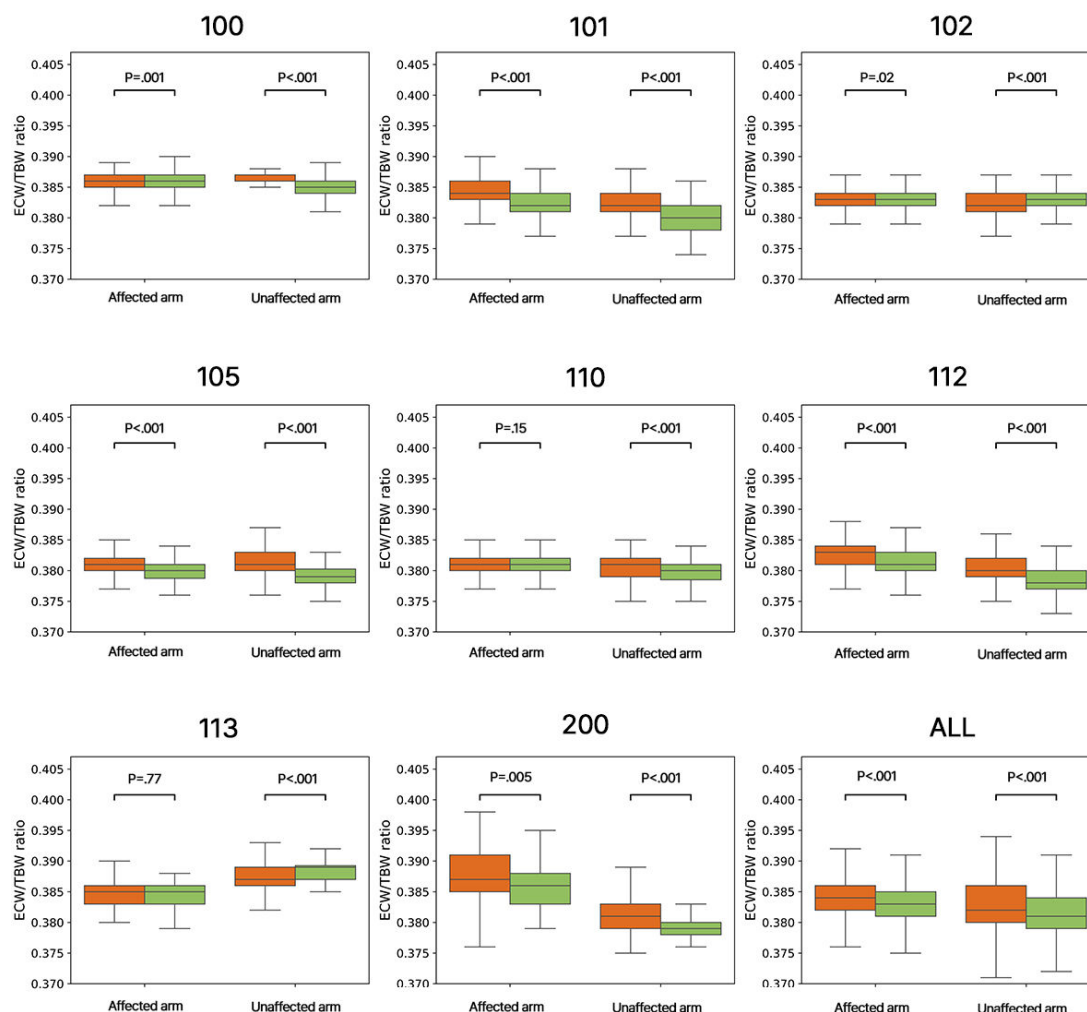 100
ECW/TBW ratio
0.405
0.400
0.395
0.390
0.385
0.380
0.375
0.370
P=.001
P<.001
Affected arm
Unaffected arm
101
ECW/TBW ratio
0.405
0.400
0.395
0.390
0.385
0.380
0.375
0.370
P<.001
P<.001
Affected arm
Unaffected arm
102
ECW/TBW ratio
0.405
0.400
0.395
0.390
0.385
0.380
0.375
0.370
P=.02
P<.001
Affected arm
Unaffected arm
105
ECW/TBW ratio
0.405
0.400
0.395
0.390
0.385
0.380
0.375
0.370
P<.001
P<.001
Affected arm
Unaffected arm
110
ECW/TBW ratio
0.405
0.400
0.395
0.390
0.385
0.380
0.375
0.370
P=.15
P<.001
Affected arm
Unaffected arm
112
ECW/TBW ratio
0.405
0.400
0.395
0.390
0.385
0.380
0.375
0.370
P<.001
P<.001
Affected arm
Unaffected arm
113
ECW/TBW ratio
0.405
0.400
0.395
0.390
0.385
0.380
0.375
0.370
P=.77
P<.001
Affected arm
Unaffected arm
200
ECW/TBW ratio
0.405
0.400
0.395
0.390
0.385
0.380
0.375
0.370
P=.005
P<.001
Affected arm
Unaffected arm
ALL
ECW/TBW ratio
0.405
0.400
0.395
0.390
0.385
0.380
0.375
0.370
P<.001
P<.001
Affected arm
Unaffected arm